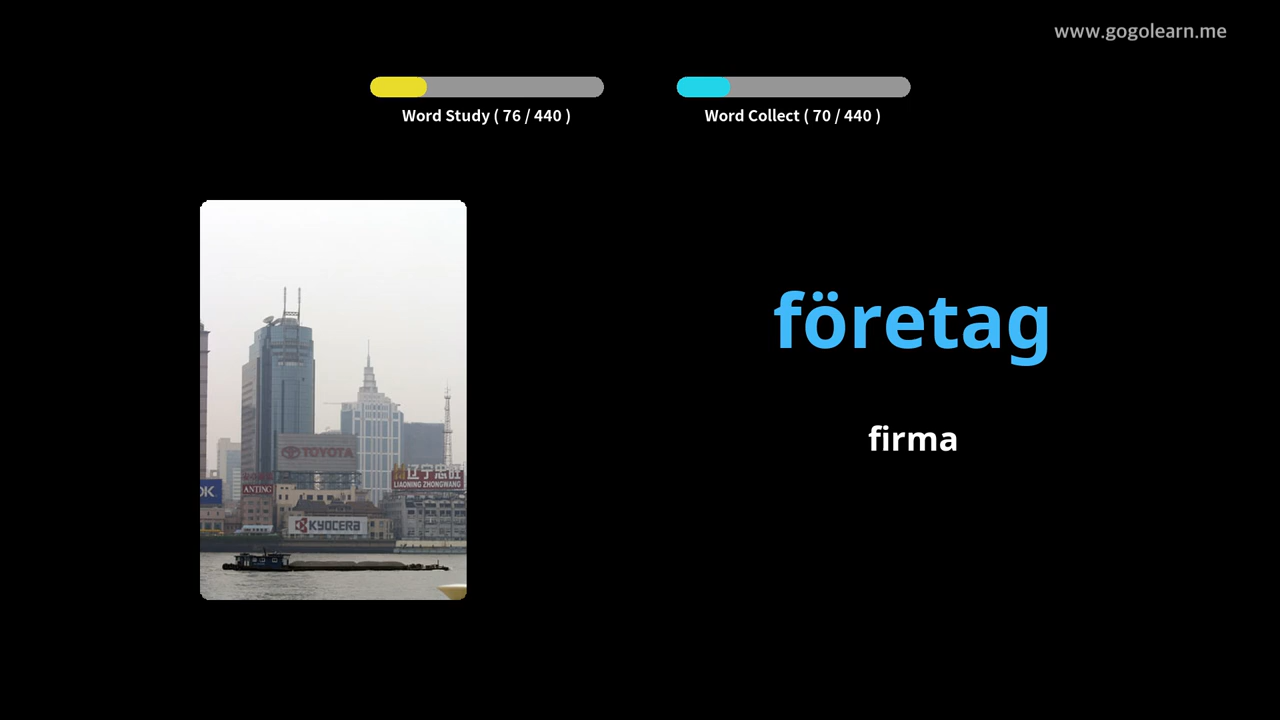 www.gogolearn.me
Word Study ( 76 / 440 )
Word Collect ( 70 / 440 )
företag
firma
TOYOTA
辽宁忠旺
LIAONING ZHONGWANG
OK
ANTING
KYOCERA